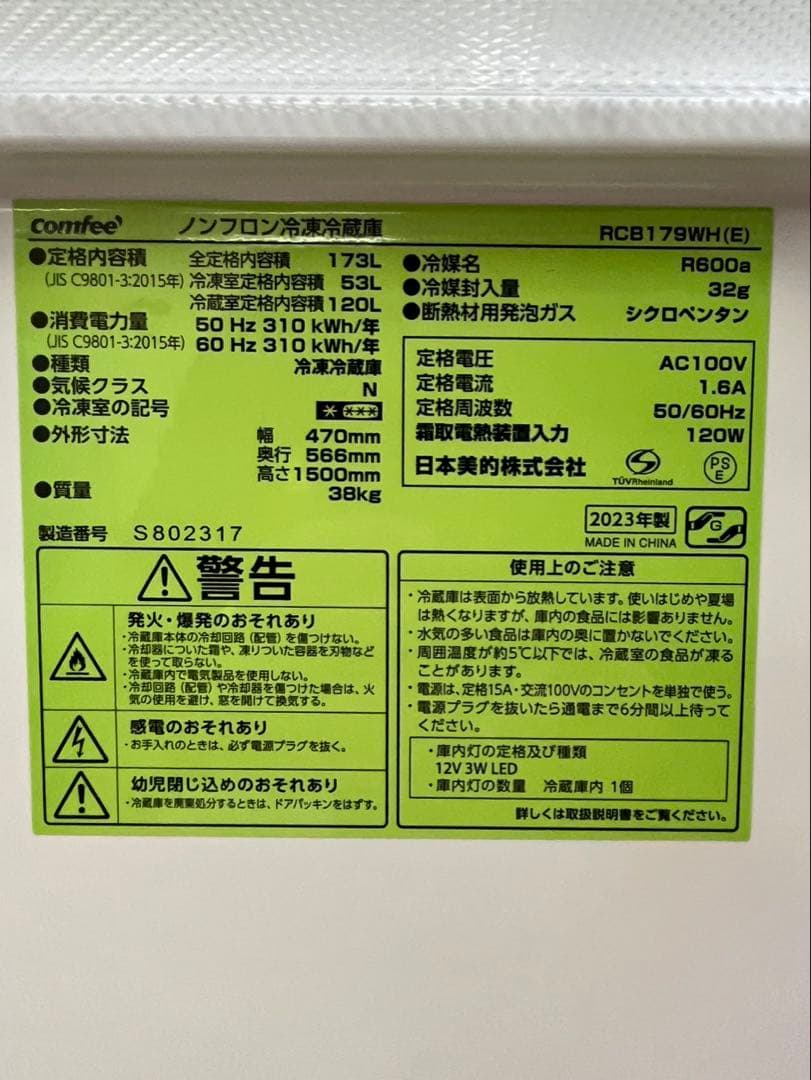 comfee' ノンフロン冷凍冷蔵庫 RCB179WH(E)
●定格内容積 全定格内容積 173L
(JIS C9801-3:2015年) 冷凍室定格内容積 53L
冷蔵室定格内容積 120L
●消費電力量 50 Hz 310 kWh/年
(JIS C9801-3:2015年) 60 Hz 310 kWh/年
●種類 冷凍冷蔵庫
●気候クラス N
●冷凍室の記号
●外形寸法 幅 470mm
奥行 566mm
高さ1500mm
●質量 38kg
製造番号 S802317
●冷媒名 R600a
●冷媒封入量 32g
●断熱材用発泡ガス シクロペンタン
定格電圧 AC100V
定格電流 1.6A
定格周波数 50/60Hz
霜取電熱装置入力 120W
日本美的株式会社
TÜVRheinland
PS
E
2023年製
MADE IN CHINA
G
警告
発火・爆発のおそれあり
・冷蔵庫本体の冷却回路(配管)を傷つけない。
・冷却器についた霜や、凍りついた容器を刃物など
を使って取らない。
・冷蔵庫内で電気製品を使用しない。
・冷却回路(配管)や冷却器を傷つけた場合は、火
気の使用を避け、窓を開けて換気する。
感電のおそれあり
・お手入れのときは、必ず電源プラグを抜く。
幼児閉じ込めのおそれあり
・冷蔵庫を廃棄処分するときは、ドアパッキンをはずす。
使用上のご注意
・冷蔵庫は表面から放熱しています。使いはじめや夏場
は熱くなりますが、庫内の食品には影響ありません。
・水気の多い食品は庫内の奥に置かないでください。
・周囲温度が約5℃以下では、冷蔵室の食品が凍る
ことがあります。
・電源は、定格15A・交流100Vのコンセントを単独で使う。
・電源プラグを抜いたら通電まで6分間以上待って
ください。
・庫内灯の定格及び種類
12V 3W LED
・庫内灯の数量 冷蔵庫内 1個
詳しくは取扱説明書をご覧ください。